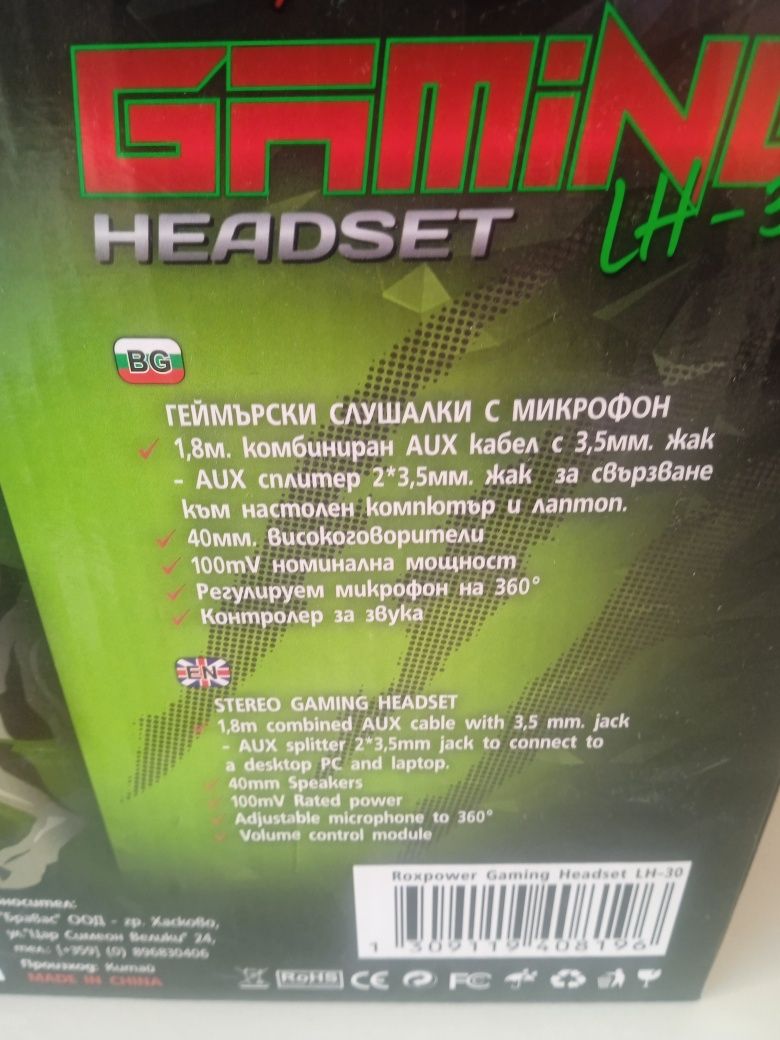 GAMING
HEADSET
LH-3
BG
ГЕЙМЪРСКИ СЛУШАЛКИ С МИКРОФОН
1,8м. комбиниран AUX кабел с 3,5мм. жак
- AUX сплитер 2*3,5мм. жак за свързване
към настолен компютър и лаптоп.
40мм. високоговорители
100mV номинална мощност
Регулируем микрофон на 360°
Контролер за звука
EN
STEREO GAMING HEADSET
1,8m combined AUX cable with 3,5 mm. jack
- AUX splitter 2*3,5mm jack to connect to
a desktop PC and laptop.
40mm Speakers
100mV Rated power
Adjustable microphone to 360°
Volume control module
Roxpower Gaming Headset LH-30
1 309119 408196
носител:
"Бравас" ООД - гр. Хасково,
ул."Цар Симеон Велики" 24,
тел.: (+359) (0) 896830406
Произход: Китай
MADE IN CHINA
RoHS CE FC